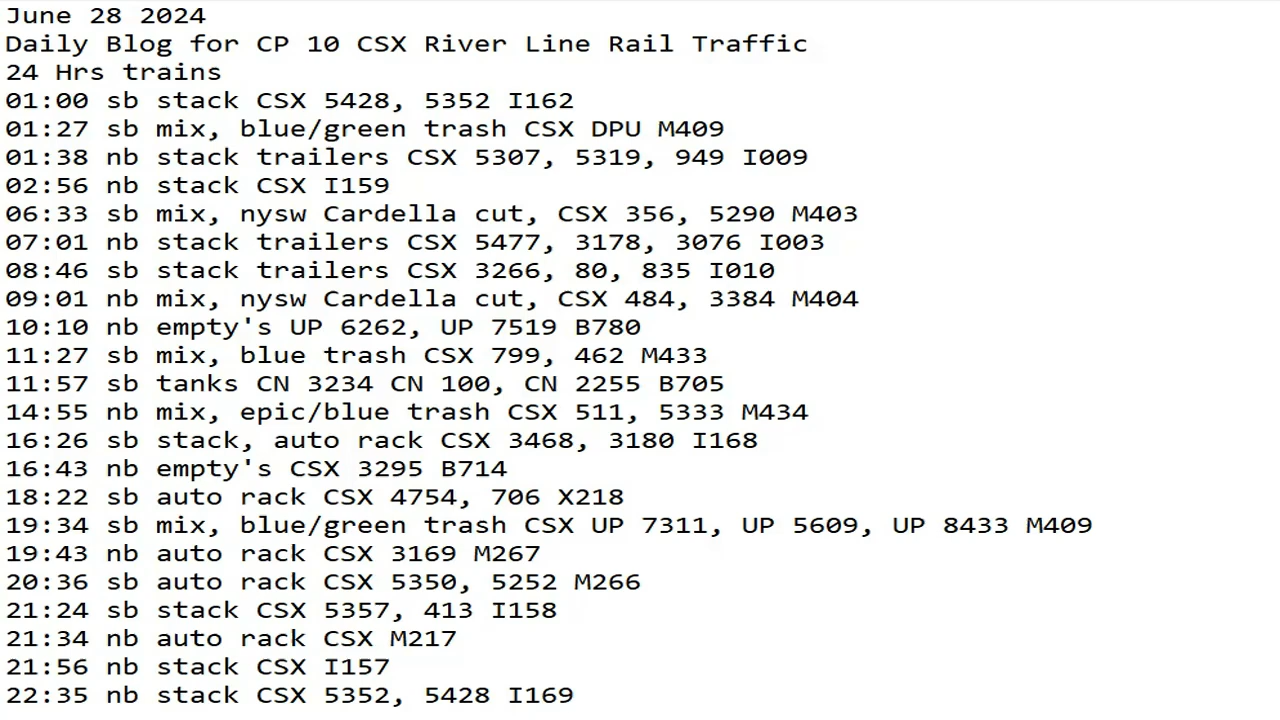 June 28 2024
Daily Blog for CP 10 CSX River Line Rail Traffic
24 Hrs trains
01:00 sb stack CSX 5428, 5352 I162
01:27 sb mix, blue/green trash CSX DPU M409
01:38 nb stack trailers CSX 5307, 5319, 949 I009
02:56 nb stack CSX I159
06:33 sb mix, nysw Cardella cut, CSX 356, 5290 M403
07:01 nb stack trailers CSX 5477, 3178, 3076 I003
08:46 sb stack trailers CSX 3266, 80, 835 I010
09:01 nb mix, nysw Cardella cut, CSX 484, 3384 M404
10:10 nb empty's UP 6262, UP 7519 B780
11:27 sb mix, blue trash CSX 799, 462 M433
11:57 sb tanks CN 3234 CN 100, CN 2255 B705
14:55 nb mix, epic/blue trash CSX 511, 5333 M434
16:26 sb stack, auto rack CSX 3468, 3180 I168
16:43 nb empty's CSX 3295 B714
18:22 sb auto rack CSX 4754, 706 X218
19:34 sb mix, blue/green trash CSX UP 7311, UP 5609, UP 8433 M409
19:43 nb auto rack CSX 3169 M267
20:36 sb auto rack CSX 5350, 5252 M266
21:24 sb stack CSX 5357, 413 I158
21:34 nb auto rack CSX M217
21:56 nb stack CSX I157
22:35 nb stack CSX 5352, 5428 I169